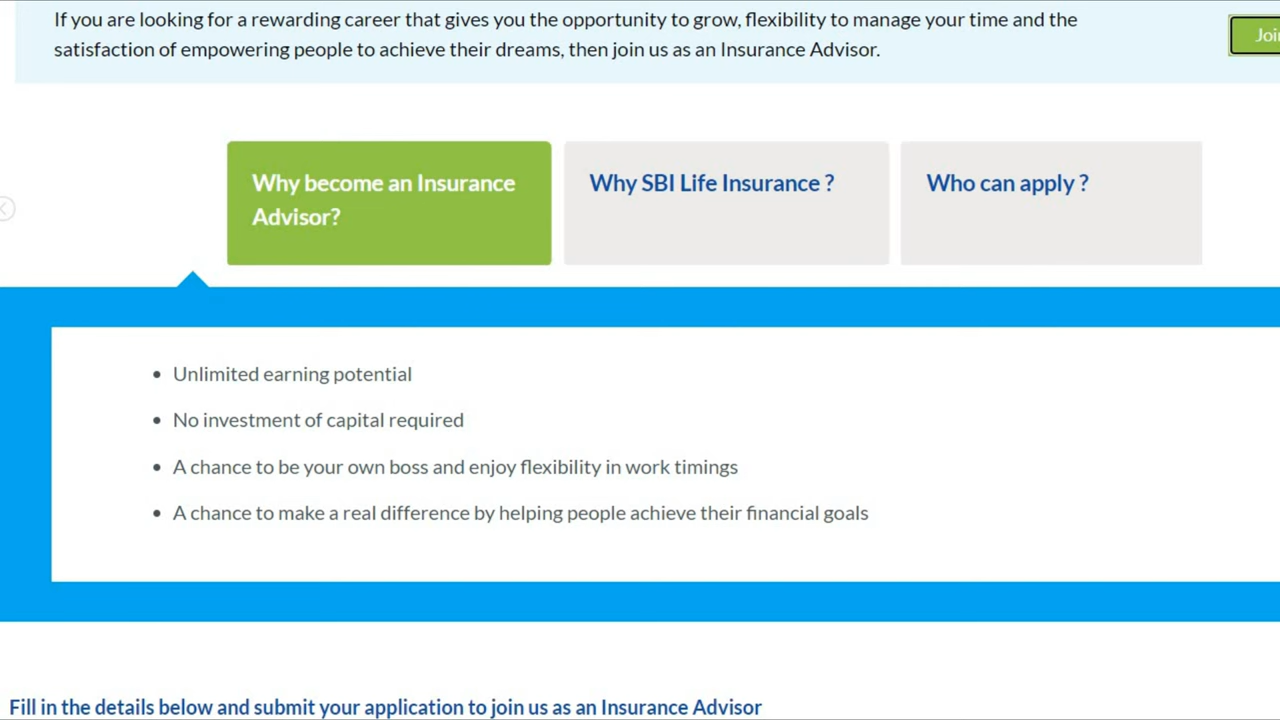 If you are looking for a rewarding career that gives you the opportunity to grow, flexibility to manage your time and the
satisfaction of empowering people to achieve their dreams, then join us as an Insurance Advisor.
Why become an Insurance
Advisor?
Why SBI Life Insurance ?
Who can apply ?
• Unlimited earning potential
• No investment of capital required
• A chance to be your own boss and enjoy flexibility in work timings
• A chance to make a real difference by helping people achieve their financial goals
Fill in the details below and submit your application to join us as an Insurance Advisor